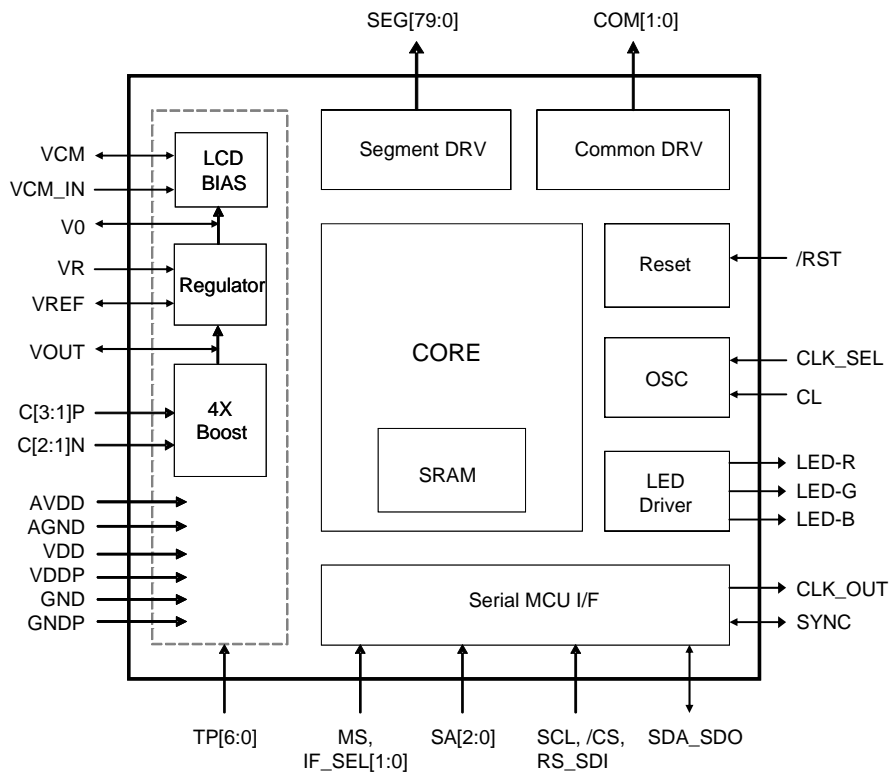 SEG[79:0]
COM[1:0]
LCD
BIAS
Segment DRV
Common DRV
VCM
VCM_IN
V0
VR
VREF
VOUT
Regulator
Reset
/RST
CORE
OSC
CLK_SEL
CL
C[3:1]P
C[2:1]N
4X
Boost
SRAM
LED
Driver
LED-R
LED-G
LED-B
AVDD
AGND
VDD
VDDP
GND
GNDP
Serial MCU I/F
CLK_OUT
SYNC
TP[6:0]
MS,
IF_SEL[1:0]
SA[2:0]
SCL, /CS,
RS_SDI
SDA_SDO